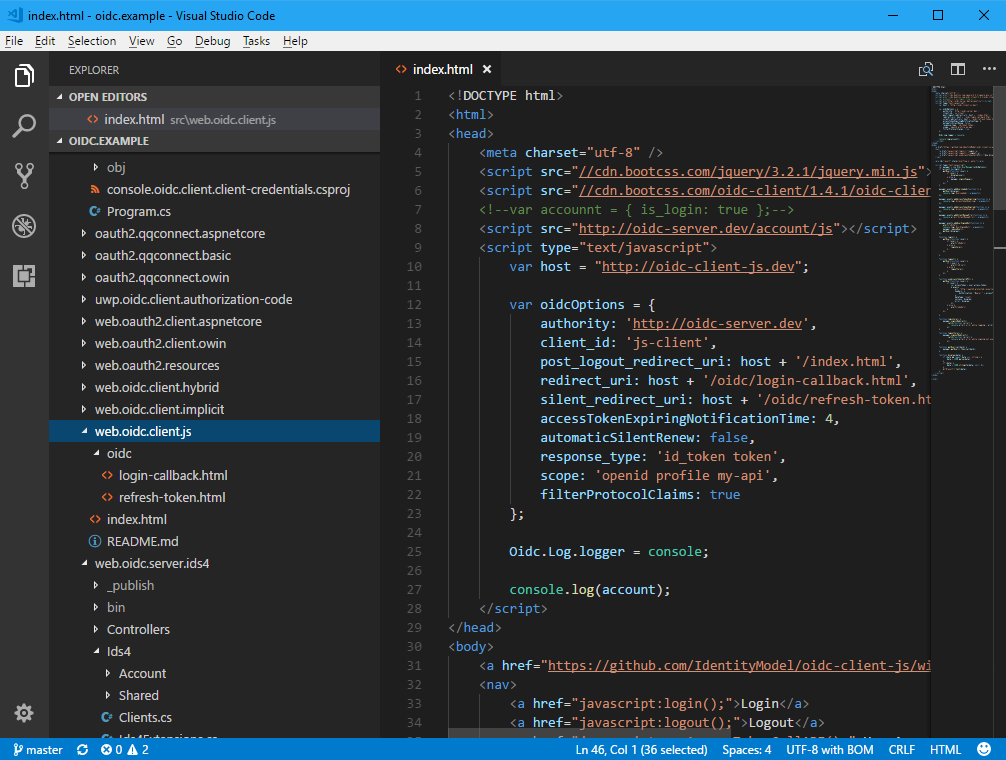 index.html - oidc.example - Visual Studio Code
File Edit Selection View Go Debug Tasks Help
EXPLORER
OPEN EDITORS
index.html src\web.oidc.client.js
OIDC.EXAMPLE
obj
console.oidc.client.client-credentials.csproj
Program.cs
oauth2.qqconnect.aspnetcore
oauth2.qqconnect.basic
oauth2.qqconnect.owin
uwp.oidc.client.authorization-code
web.oauth2.client.aspnetcore
web.oauth2.client.owin
web.oauth2.resources
web.oidc.client.hybrid
web.oidc.client.implicit
web.oidc.client.js
oidc
login-callback.html
refresh-token.html
index.html
README.md
web.oidc.server.ids4
_publish
bin
Controllers
Ids4
Account
Shared
Clients.cs
index.html
1 <!DOCTYPE html>
2 <html>
3 <head>
4 <meta charset="utf-8" />
5 <script src="//cdn.bootcss.com/jquery/3.2.1/jquery.min.js">
6 <script src="//cdn.bootcss.com/oidc-client/1.4.1/oidc-clien
7 <!--var accounnt = { is_login: true };-->
8 <script src="http://oidc-server.dev/account/js"></script>
9 <script type="text/javascript">
10 var host = "http://oidc-client-js.dev";
11
12 var oidcOptions = {
13 authority: 'http://oidc-server.dev',
14 client_id: 'js-client',
15 post_logout_redirect_uri: host + '/index.html',
16 redirect_uri: host + '/oidc/login-callback.html',
17 silent_redirect_uri: host + '/oidc/refresh-token.ht
18 accessTokenExpiringNotificationTime: 4,
19 automaticSilentRenew: false,
20 response_type: 'id_token token',
21 scope: 'openid profile my-api',
22 filterProtocolClaims: true
23 };
24
25 Oidc.Log.logger = console;
26
27 console.log(account);
28 </script>
29 </head>
30 <body>
31 <a href="https://github.com/IdentityModel/oidc-client-js/wi
32 <nav>
33 <a href="javascript:login();">Login</a>
34 <a href="javascript:logout();">Logout</a>
master 0 2 Ln 46, Col 1 (36 selected) Spaces: 4 UTF-8 with BOM CRLF HTML